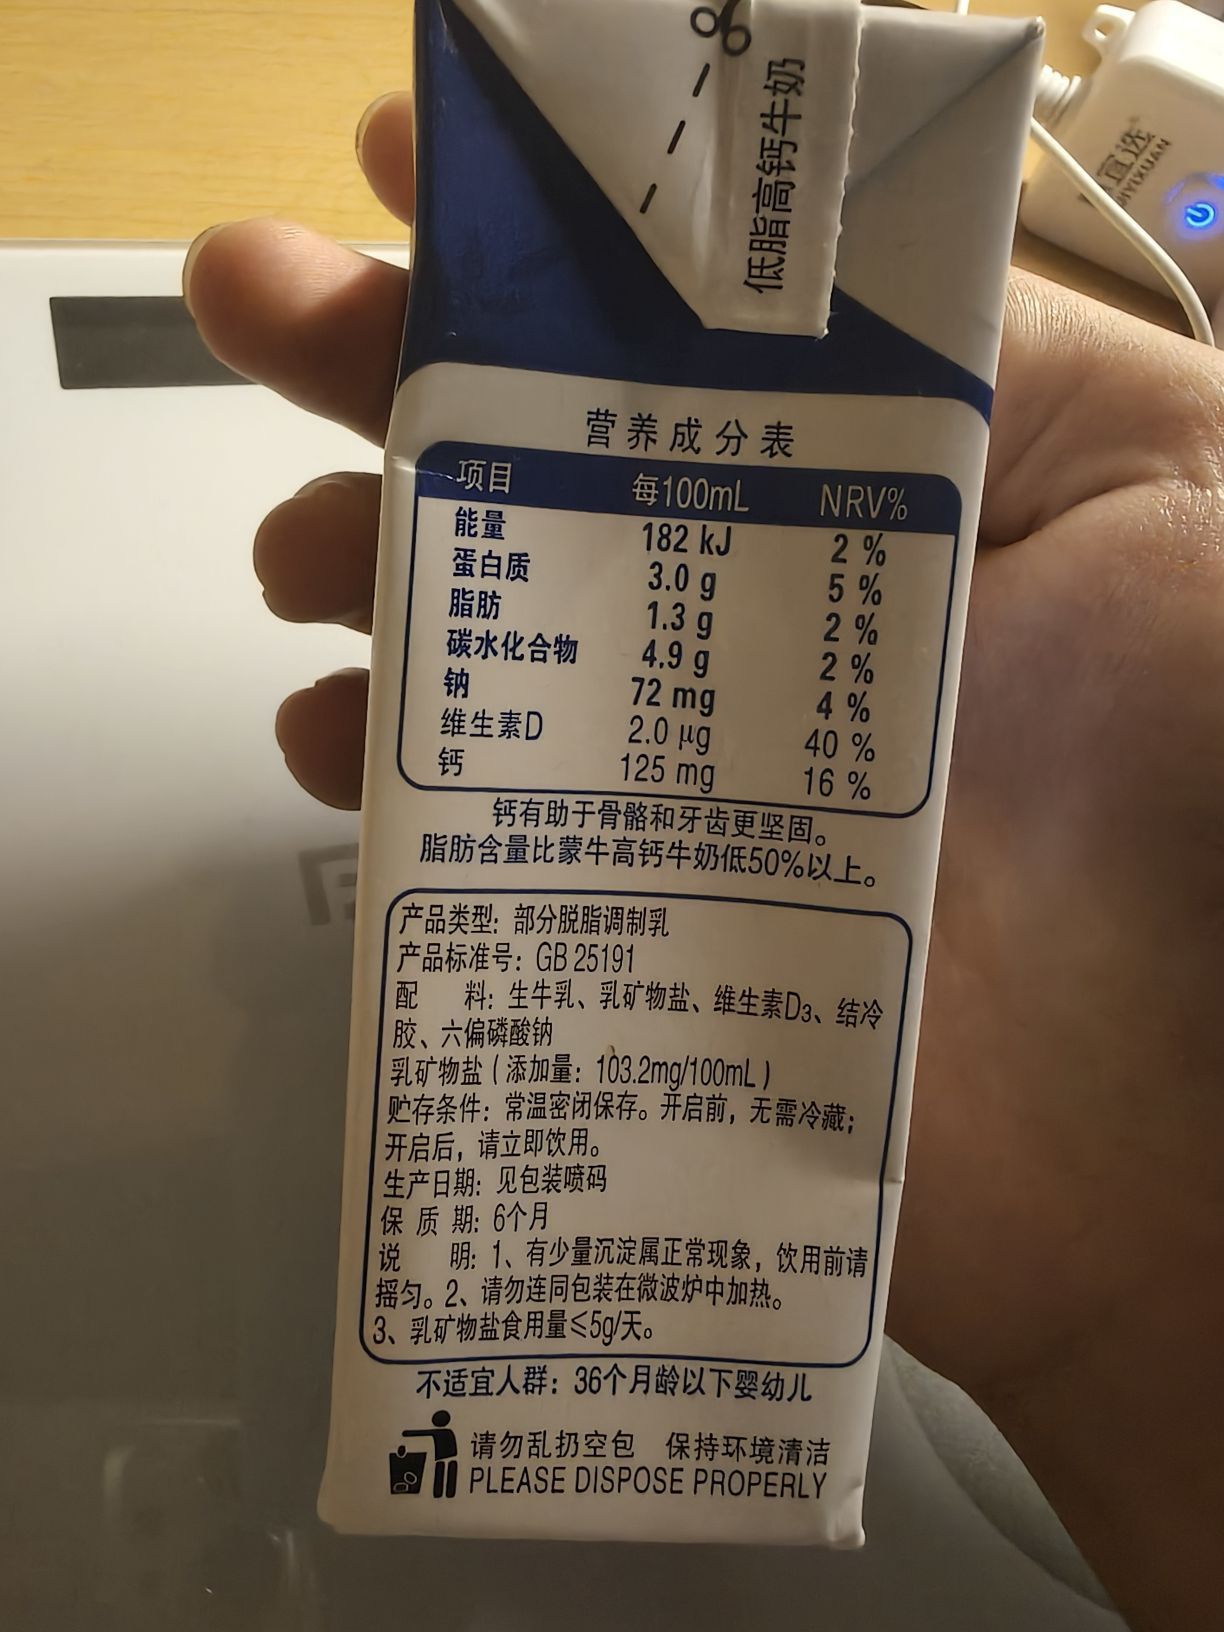 低脂高钙牛奶
宜选
营养成分表
项目 每100mL NRV%
能量 182 kJ 2 %
蛋白质 3.0 g 5 %
脂肪 1.3 g 2 %
碳水化合物 4.9 g 2 %
钠 72 mg 4 %
维生素D 2.0 μg 40 %
钙 125 mg 16 %
钙有助于骨骼和牙齿更坚固。
脂肪含量比蒙牛高钙牛奶低50%以上。
产品类型：部分脱脂调制乳
产品标准号：GB 25191
配 料：生牛乳、乳矿物盐、维生素D₃、结冷
胶、六偏磷酸钠
乳矿物盐（添加量：103.2mg/100mL）
贮存条件：常温密闭保存。开启前，无需冷藏；
开启后，请立即饮用。
生产日期：见包装喷码
保 质 期：6个月
说 明：1、有少量沉淀属正常现象，饮用前请
摇匀。2、请勿连同包装在微波炉中加热。
3、乳矿物盐食用量≤5g/天。
不适宜人群：36个月龄以下婴幼儿
请勿乱扔空包 保持环境清洁
PLEASE DISPOSE PROPERLY